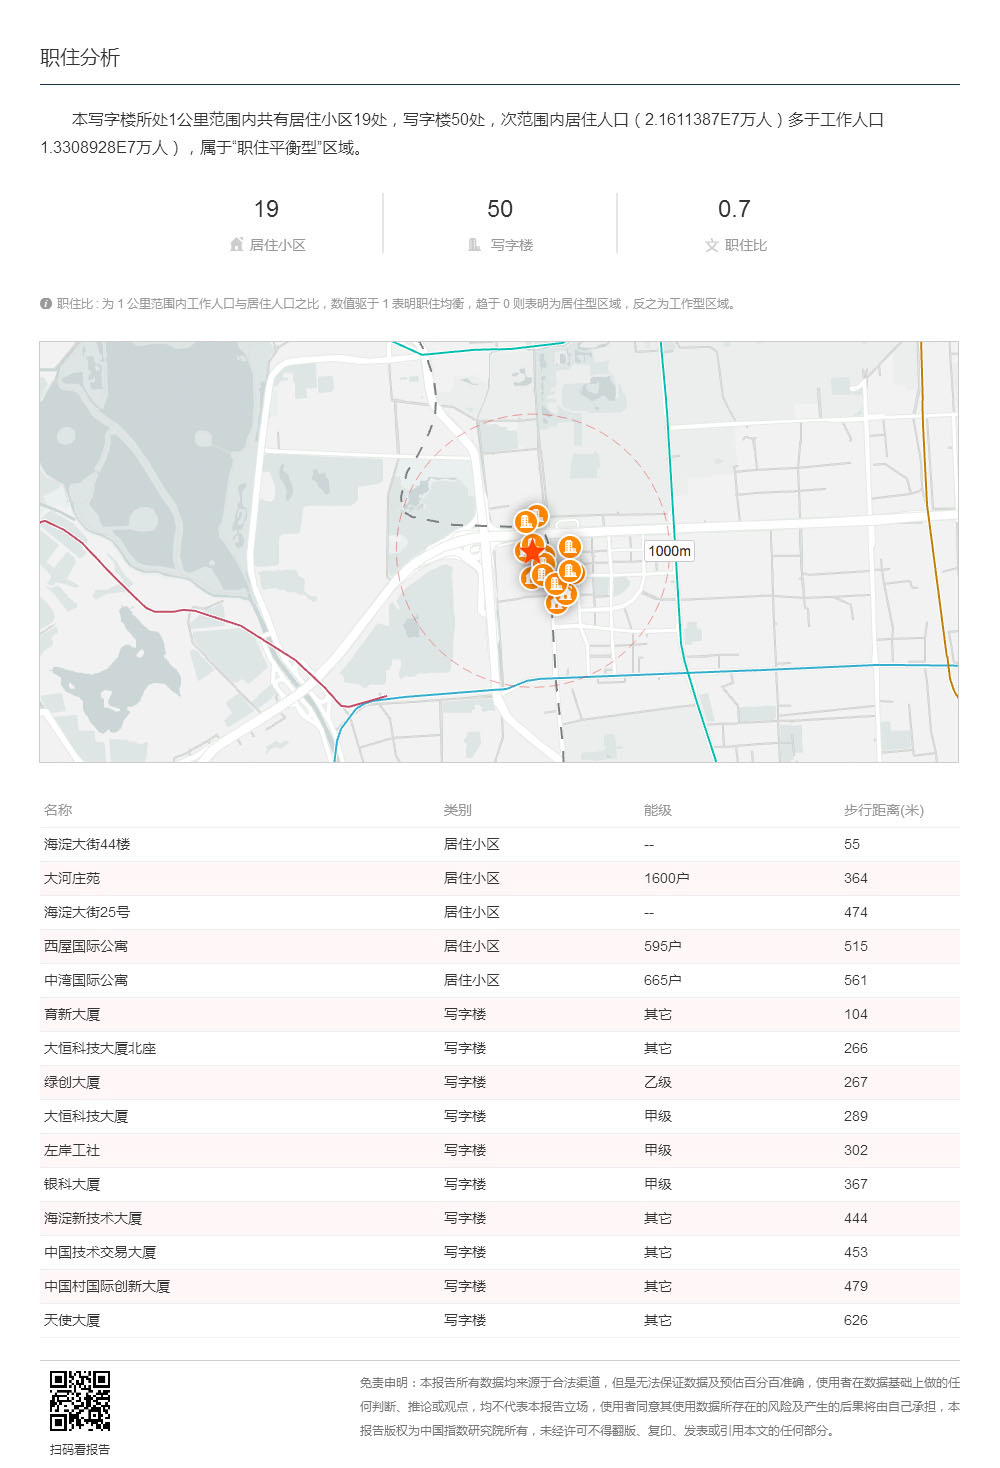 职住分析
本写字楼所处1公里范围内共有居住小区19处，写字楼50处，次范围内居住人口（2.1611387E7万人）多于工作人口
1.3308928E7万人），属于“职住平衡型”区域。
19 50 0.7
居住小区 写字楼 职住比
职住比 : 为 1 公里范围内工作人口与居住人口之比，数值驱于 1 表明职住均衡，趋于 0 则表明为居住型区域，反之为工作型区域。
1000m
名称 类别 能级 步行距离(米)
海淀大街44楼 居住小区 -- 55
大河庄苑 居住小区 1600户 364
海淀大街25号 居住小区 -- 474
西屋国际公寓 居住小区 595户 515
中湾国际公寓 居住小区 665户 561
育新大厦 写字楼 其它 104
大恒科技大厦北座 写字楼 其它 266
绿创大厦 写字楼 乙级 267
大恒科技大厦 写字楼 甲级 289
左岸工社 写字楼 甲级 302
银科大厦 写字楼 甲级 367
海淀新技术大厦 写字楼 其它 444
中国技术交易大厦 写字楼 其它 453
中国村国际创新大厦 写字楼 其它 479
天使大厦 写字楼 其它 626
免责申明：本报告所有数据均来源于合法渠道，但是无法保证数据及预估百分百准确，使用者在数据基础上做的任
何判断、推论或观点，均不代表本报告立场，使用者同意其使用数据所存在的风险及产生的后果将由自己承担，本
报告版权为中国指数研究院所有，未经许可不得翻版、复印、发表或引用本文的任何部分。
扫码看报告